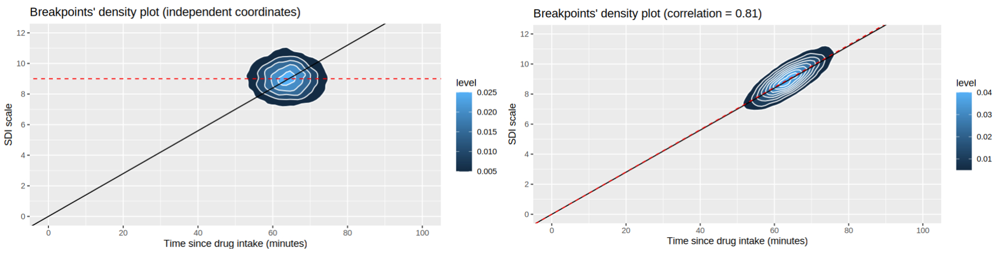 Breakpoints' density plot (independent coordinates)
12
10
8
6
4
2
0
SDI scale
0 20 40 60 80 100
Time since drug intake (minutes)
level
0.025
0.020
0.015
0.010
0.005
Breakpoints' density plot (correlation = 0.81)
12
10
8
6
4
2
0
SDI scale
0 20 40 60 80 100
Time since drug intake (minutes)
level
0.04
0.03
0.02
0.01